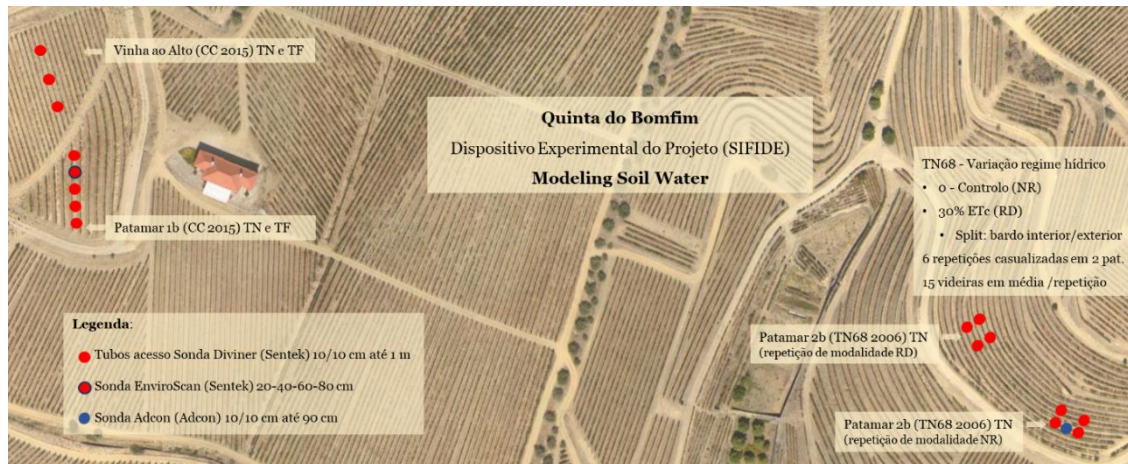 Vinha ao Alto (CC 2015) TN e TF
Quinta do Bomfim
Dispositivo Experimental do Projeto (SIFIDE)
Modeling Soil Water
TN68 - Variação regime hídrico
• 0 - Controlo (NR)
• 30% ETc (RD)
• Split: bardo interior/exterior
6 repetições casualizadas em 2 pat.
15 videiras em média /repetição
Patamar 1b (CC 2015) TN e TF
Legenda:
Tubos acesso Sonda Diviner (Sentek) 10/10 cm até 1 m
Sonda EnviroScan (Sentek) 20-40-60-80 cm
Sonda Adcon (Adcon) 10/10 cm até 90 cm
Patamar 2b (TN68 2006) TN
(repetição de modalidade RD)
Patamar 2b (TN68 2006) TN
(repetição de modalidade NR)